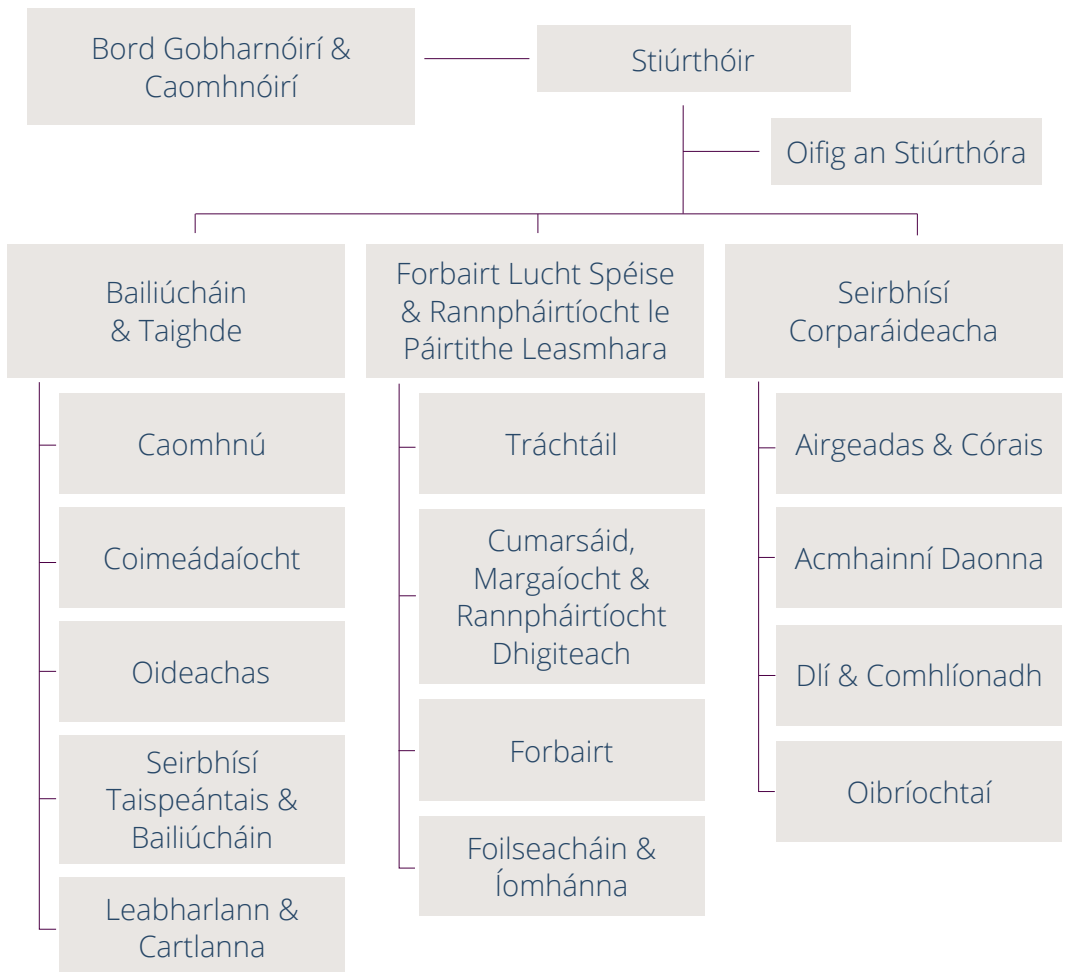 Bord Gobharnóirí &
Caomhnóirí
Stiúrthóir
Oifig an Stiúrthóra
Bailiúcháin
& Taighde
Caomhnú
Coimeádaíocht
Oideachas
Seirbhísí
Taispeántais &
Bailiúcháin
Leabharlann &
Cartlanna
Forbairt Lucht Spéise
& Rannpháirtíocht le
Páirtithe Leasmhara
Tráchtáil
Cumarsáid,
Margaíocht &
Rannpháirtíocht
Dhigiteach
Forbairt
Foilseacháin &
Íomhánna
Seirbhísí
Corparáideacha
Airgeadas & Córais
Acmhainní Daonna
Dlí & Comhlíonadh
Oibríochtaí